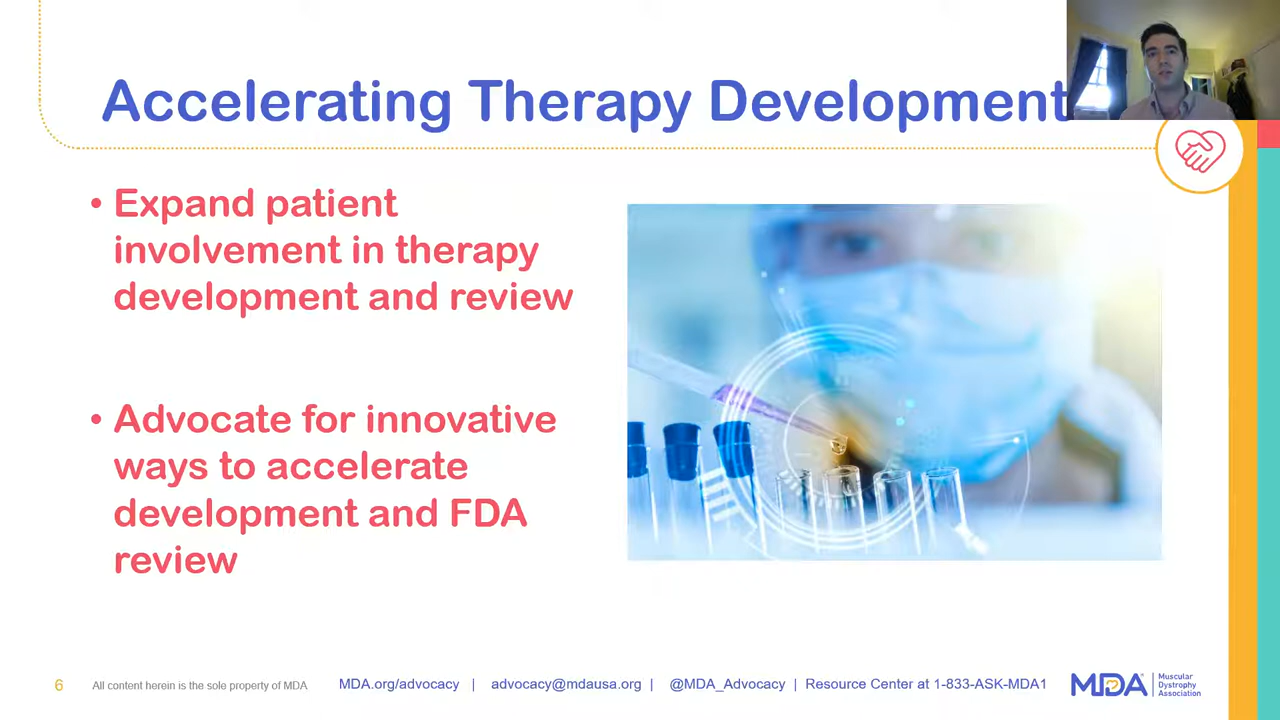 Accelerating Therapy Development
• Expand patient
involvement in therapy
development and review
• Advocate for innovative
ways to accelerate
development and FDA
review
6
All content herein is the sole property of MDA
MDA.org/advocacy | advocacy@mdausa.org | @MDA_Advocacy | Resource Center at 1-833-ASK-MDA1
MDA
Muscular
Dystrophy
Association